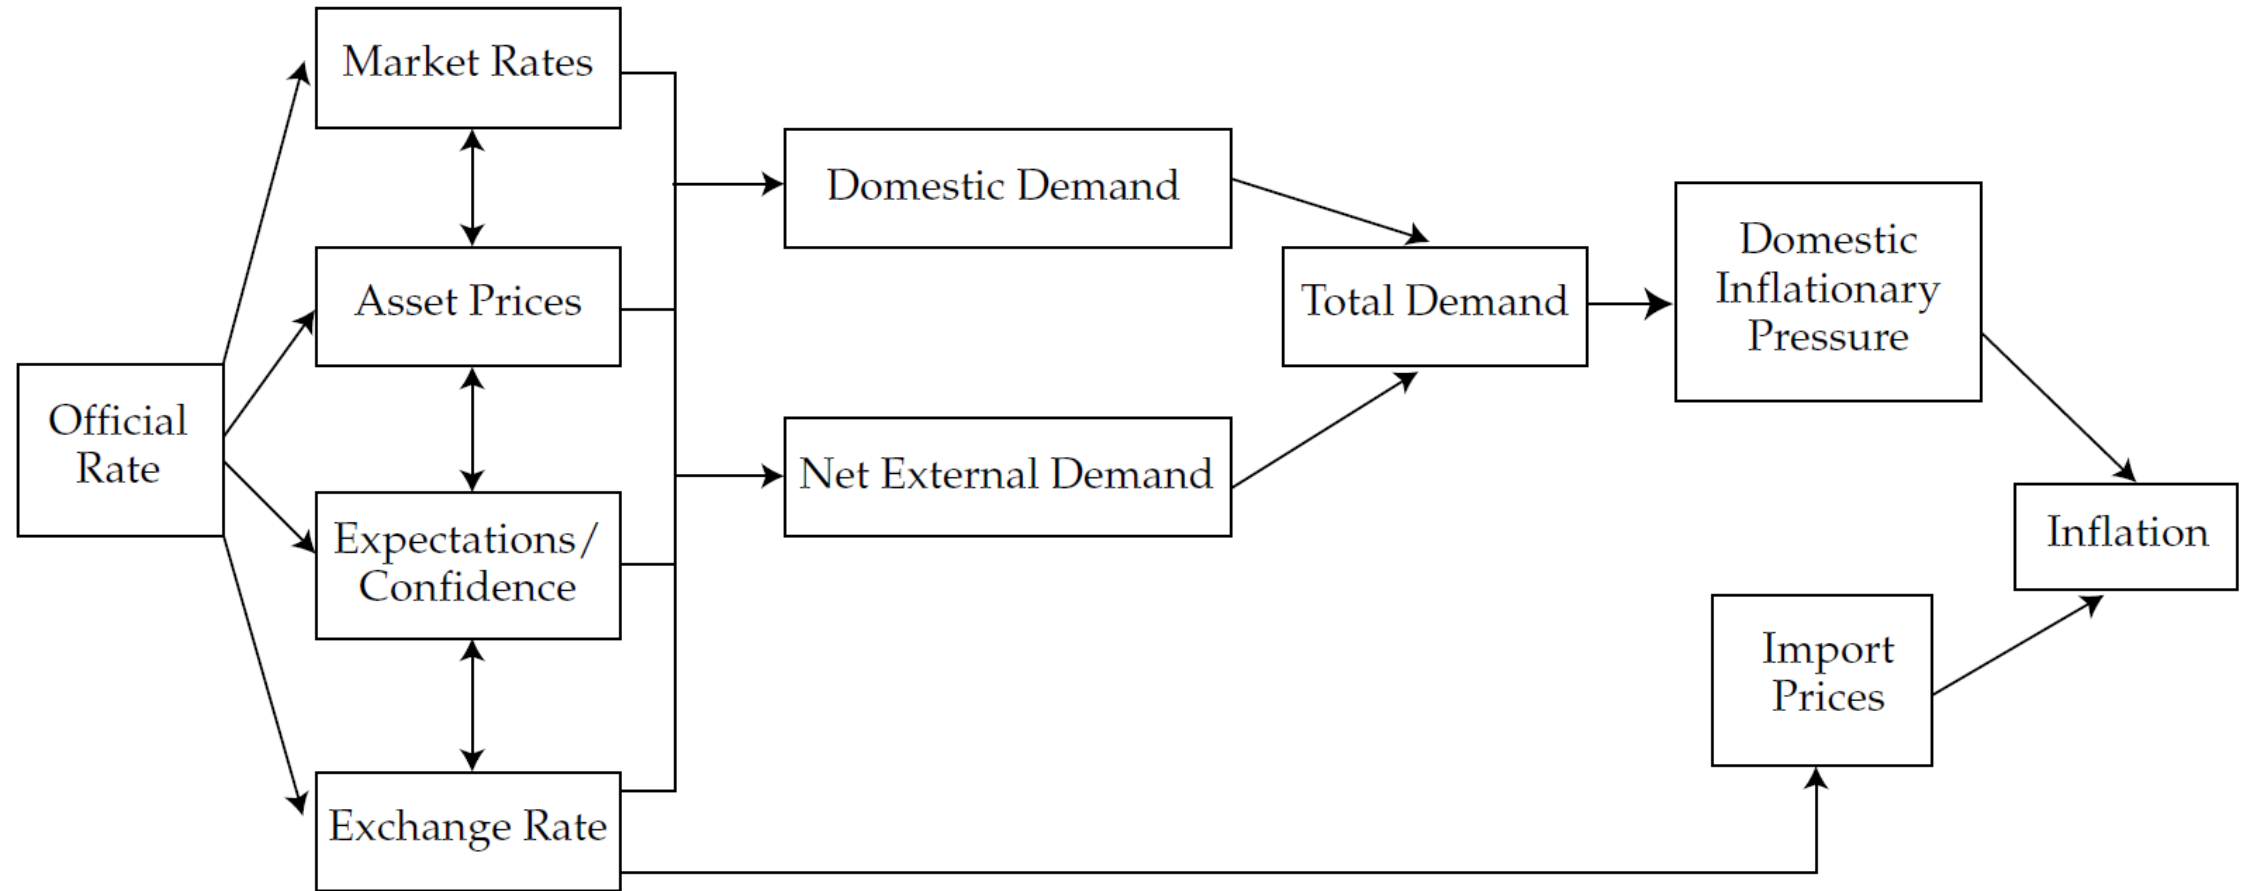 Market Rates
Asset Prices
Official
Rate
Expectations/
Confidence
Exchange Rate
Domestic Demand
Net External Demand
Total Demand
Domestic
Inflationary
Pressure
Import
Prices
Inflation